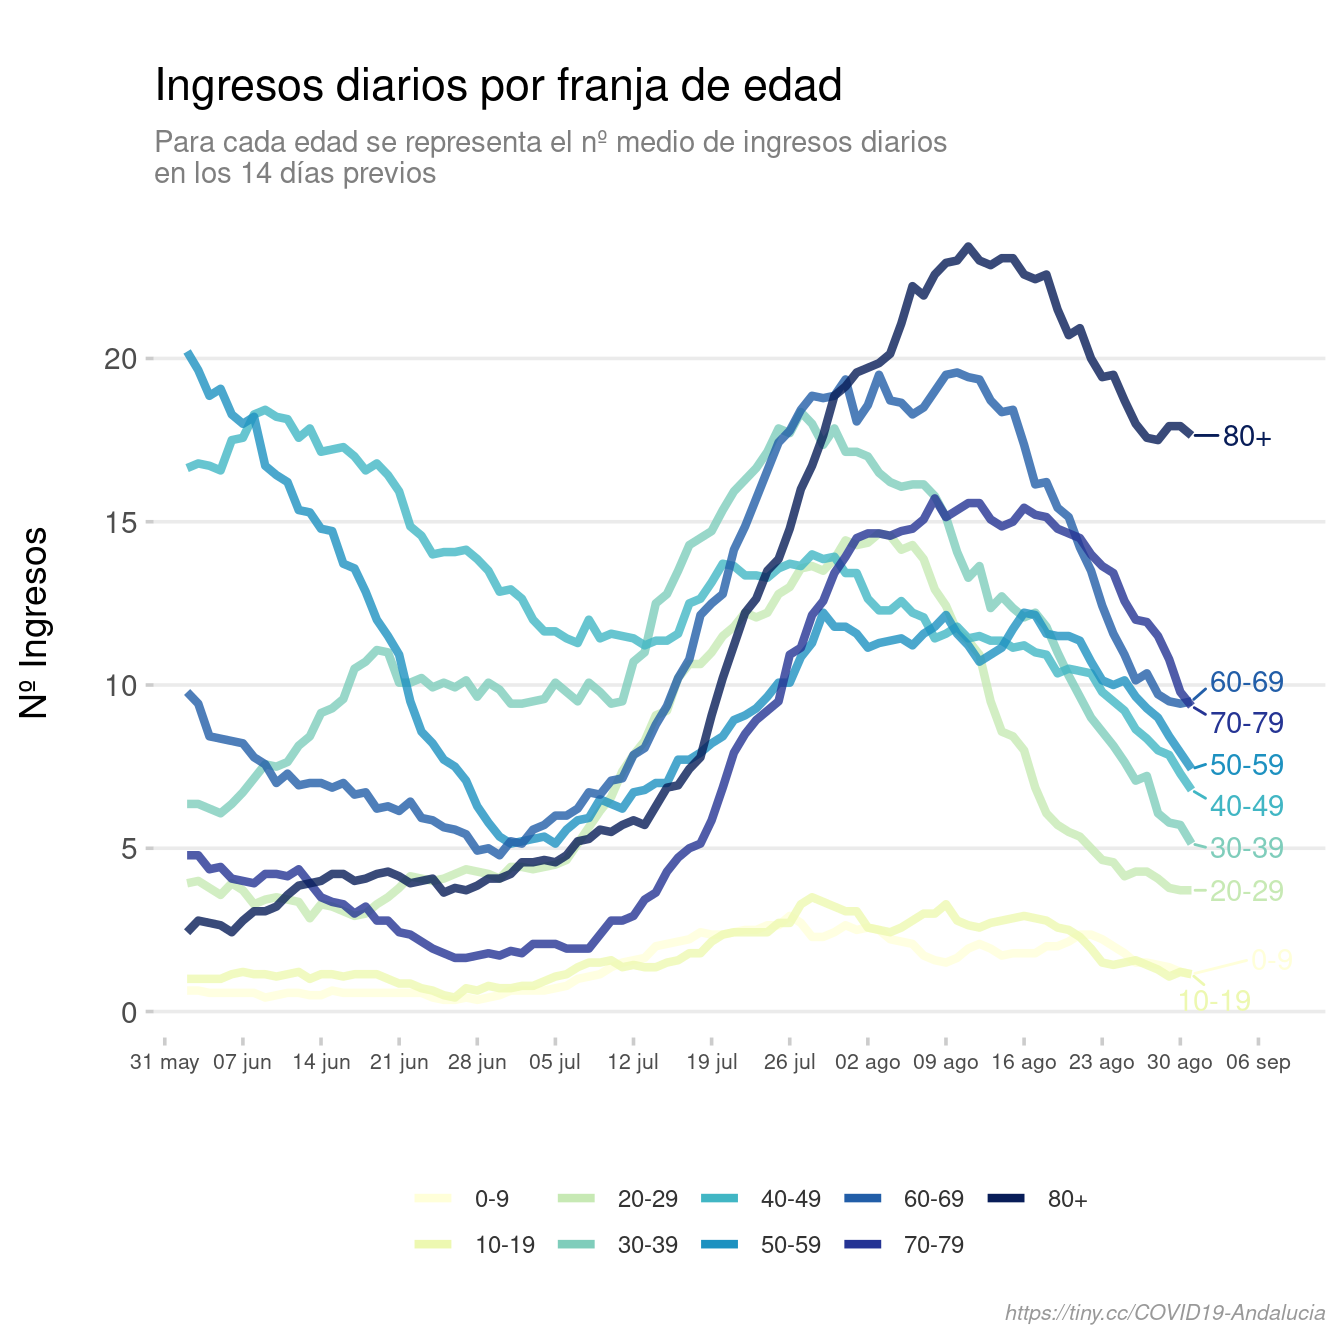 Ingresos diarios por franja de edad
Para cada edad se representa el nº medio de ingresos diarios
en los 14 días previos
Nº Ingresos
20
15
10
5
0
80+
60-69
70-79
50-59
40-49
30-39
20-29
0-9
10-19
31 may 07 jun 14 jun 21 jun 28 jun 05 jul 12 jul 19 jul 26 jul 02 ago 09 ago 16 ago 23 ago 30 ago 06 sep
0-9 20-29 40-49 60-69 80+
10-19 30-39 50-59 70-79
https://tiny.cc/COVID19-Andalucia